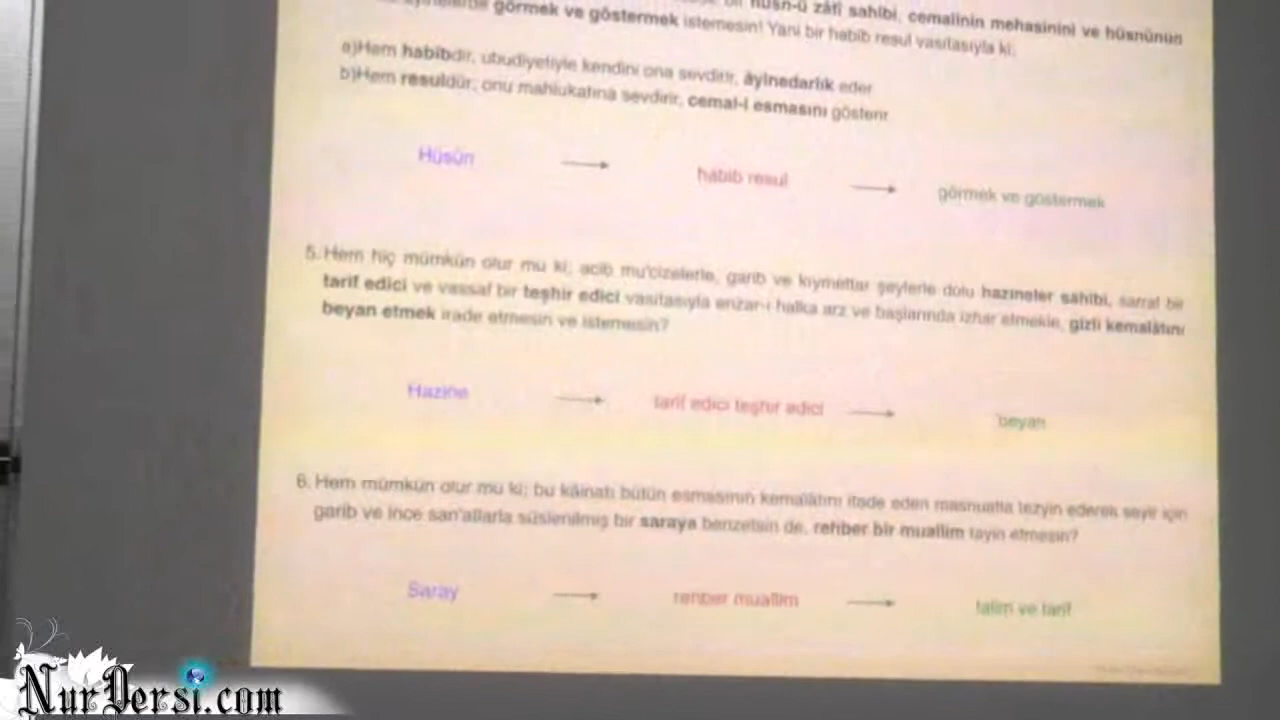 hüsn-ü zâtî sahibi, cemalinin mehasinini ve hüsnünün
görmek ve göstermek istemesin! Yani bir habib resul vasıtasıyla ki;
a)Hem habibdir, ubudiyetiyle kendini ona sevdirir, âyinedarlık eder
b)Hem resuldür, onu mahlukatına sevdirir, cemal-i esmasını gösterir
Hüsün → habib resul → görmek ve göstermek
5. Hem hiç mümkün olur mu ki; acib mu'cizelerle, garib ve kıymettar şeylerle dolu hazineler sahibi, sarraf bir
tarif edici ve vassaf bir teşhir edici vasıtasıyla enzar-ı halka arz ve başlarında izhar etmekle, gizli kemalâtını
beyan etmek irade etmesin ve istemesin?
Hazine → tarif edici teşhir edici → beyan
6. Hem mümkün olur mu ki; bu kâinatı bütün esmasının kemalâtını ifade eden masnuatla tezyin ederek seyir için
garib ve ince san'atlarla süslenilmiş bir saraya benzetsin de, rehber bir muallim tayin etmesin?
Saray → rehber muallim → talim ve tarif
NurDersi.com